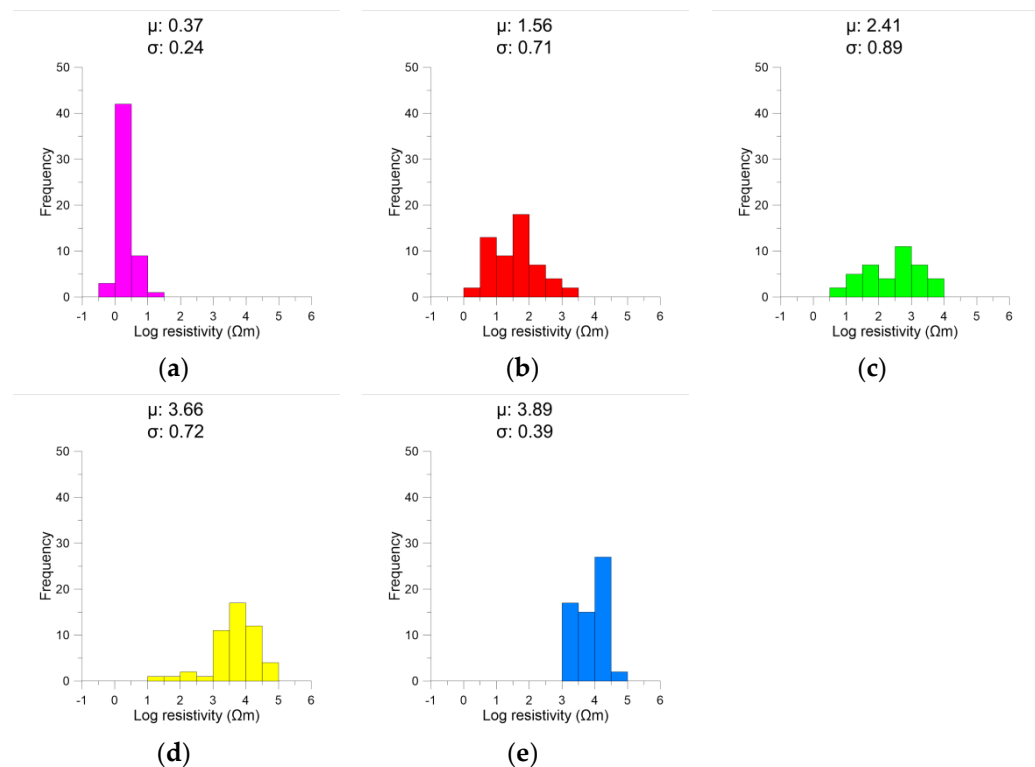 μ: 0.37
σ: 0.24
50
40
30
20
10
0
Frequency
-1 0 1 2 3 4 5 6
Log resistivity (Ωm)
(a)
μ: 1.56
σ: 0.71
50
40
30
20
10
0
Frequency
-1 0 1 2 3 4 5 6
Log resistivity (Ωm)
(b)
μ: 2.41
σ: 0.89
50
40
30
20
10
0
Frequency
-1 0 1 2 3 4 5 6
Log resistivity (Ωm)
(c)
μ: 3.66
σ: 0.72
50
40
30
20
10
0
Frequency
-1 0 1 2 3 4 5 6
Log resistivity (Ωm)
(d)
μ: 3.89
σ: 0.39
50
40
30
20
10
0
Frequency
-1 0 1 2 3 4 5 6
Log resistivity (Ωm)
(e)